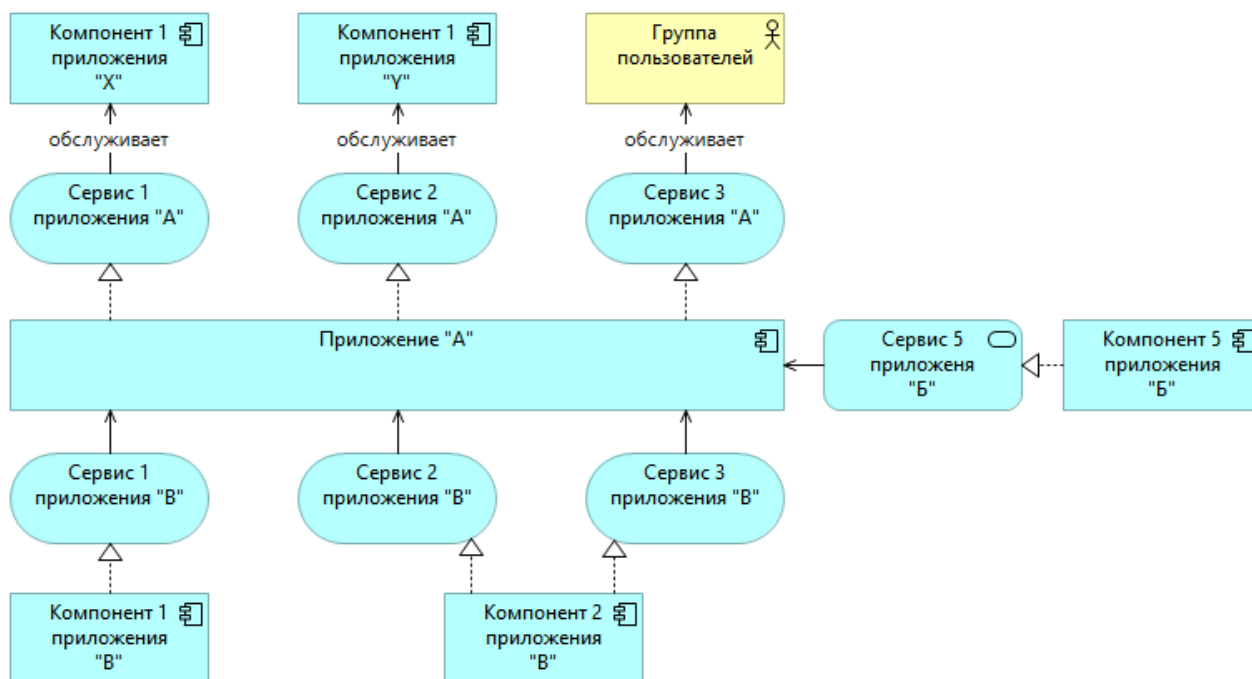 Компонент 1
приложения
"X"
Компонент 1
приложения
"Y"
Группа
пользователей
обслуживает
обслуживает
обслуживает
Сервис 1
приложения "А"
Сервис 2
приложения "А"
Сервис 3
приложения "А"
Приложение "А"
Сервис 5
приложеня
"Б"
Компонент 5
приложения
"Б"
Сервис 1
приложения "В"
Сервис 2
приложения "В"
Сервис 3
приложения "В"
Компонент 1
приложения
"В"
Компонент 2
приложения
"В"